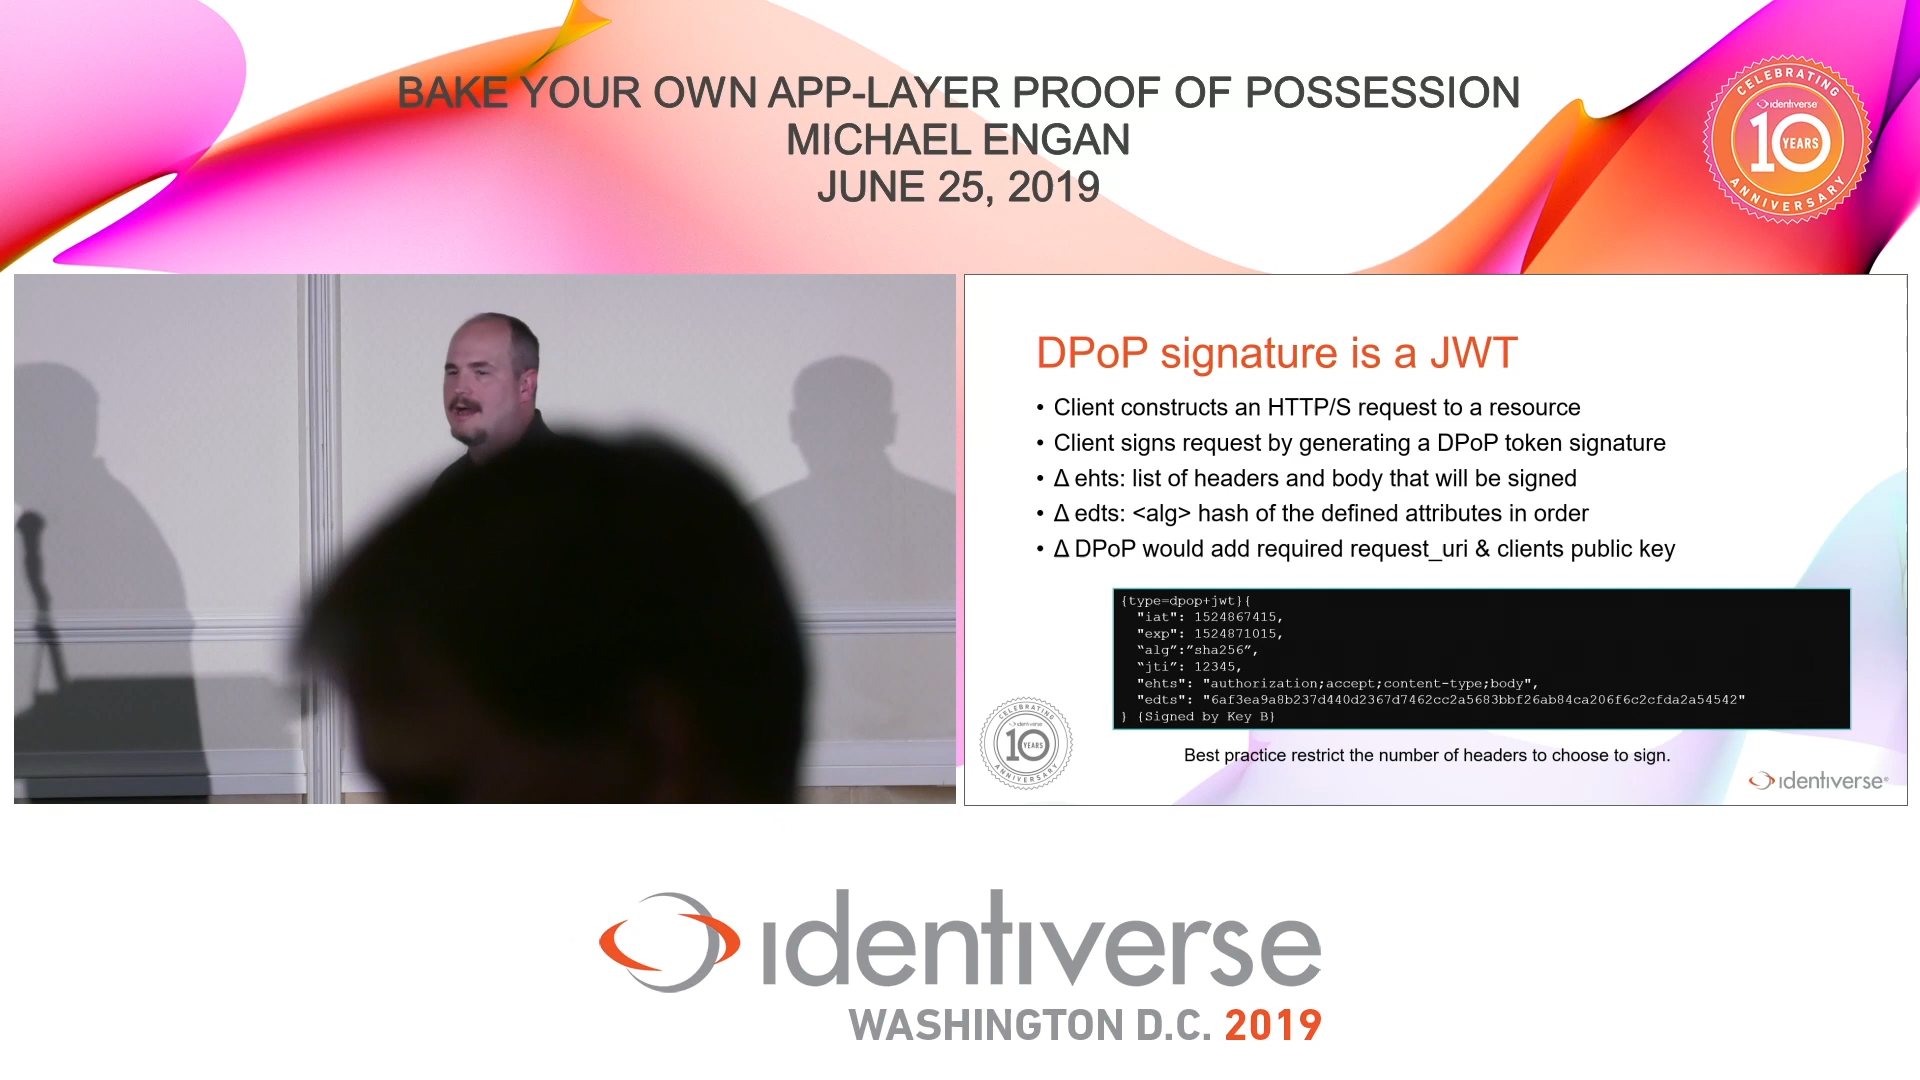 BAKE YOUR OWN APP-LAYER PROOF OF POSSESSION
MICHAEL ENGAN
JUNE 25, 2019
CELEBRATING
identiverse
10 YEARS
ANNIVERSARY
DPoP signature is a JWT
• Client constructs an HTTP/S request to a resource
• Client signs request by generating a DPoP token signature
• Δ ehts: list of headers and body that will be signed
• Δ edts: <alg> hash of the defined attributes in order
• Δ DPoP would add required request_uri & clients public key
{type=dpop+jwt}{
"iat": 1524867415,
"exp": 1524871015,
“alg”:”sha256”,
“jti”: 12345,
"ehts": "authorization;accept;content-type;body",
"edts": "6af3ea9a8b237d440d2367d7462cc2a5683bbf26ab84ca206f6c2cfda2a54542"
} {Signed by Key B}
Best practice restrict the number of headers to choose to sign.
CELEBRATING
identiverse
10 YEARS
ANNIVERSARY
identiverse®
identiverse
WASHINGTON D.C. 2019